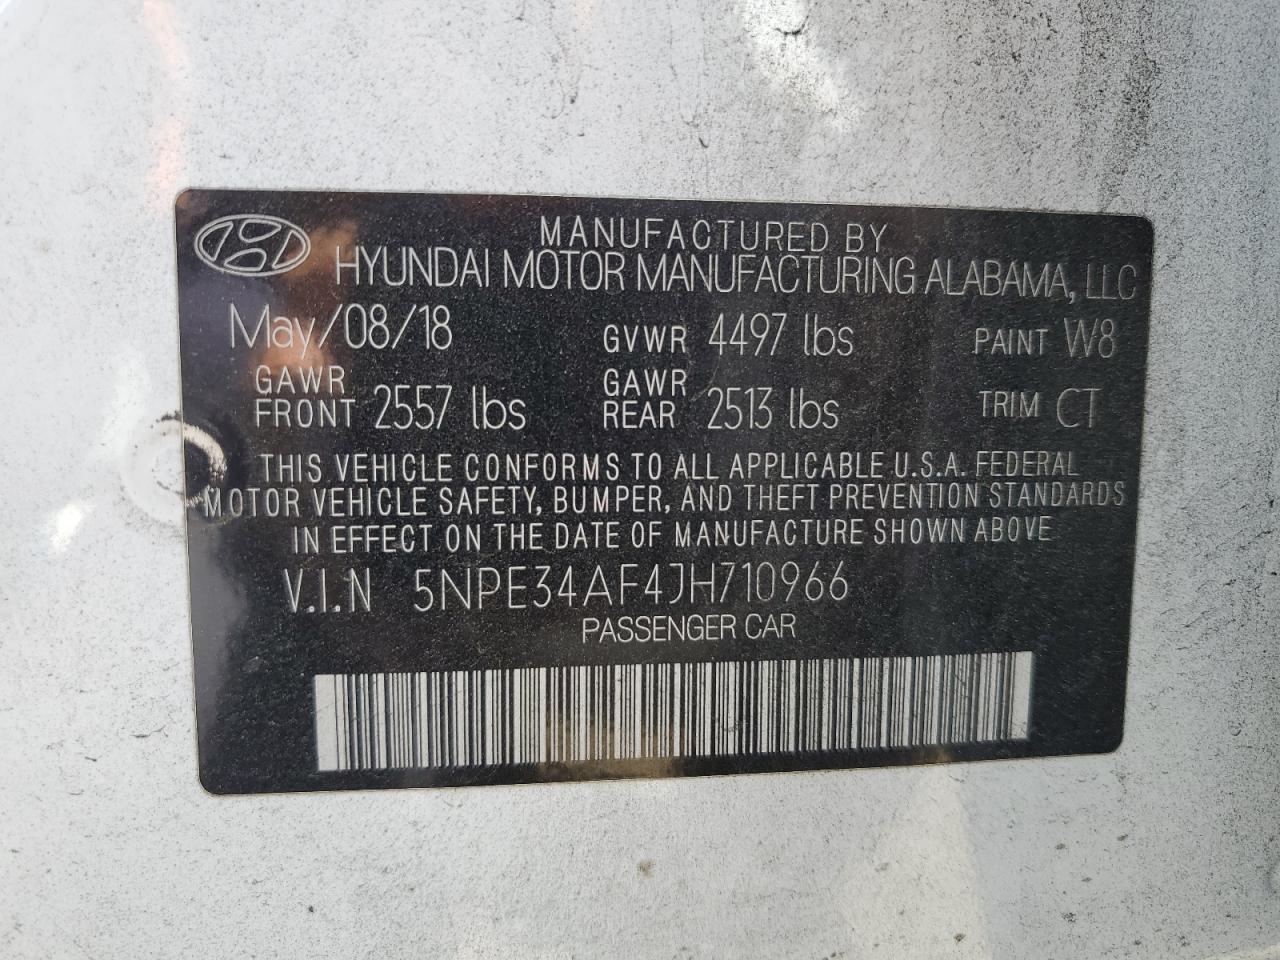 MANUFACTURED BY
HYUNDAI MOTOR MANUFACTURING ALABAMA, LLC
May/08/18 GVWR 4497 lbs PAINT W8
GAWR FRONT 2557 lbs GAWR REAR 2513 lbs TRIM CT
THIS VEHICLE CONFORMS TO ALL APPLICABLE U.S.A. FEDERAL
MOTOR VEHICLE SAFETY, BUMPER, AND THEFT PREVENTION STANDARDS
IN EFFECT ON THE DATE OF MANUFACTURE SHOWN ABOVE
V.I.N 5NPE34AF4JH710966
PASSENGER CAR